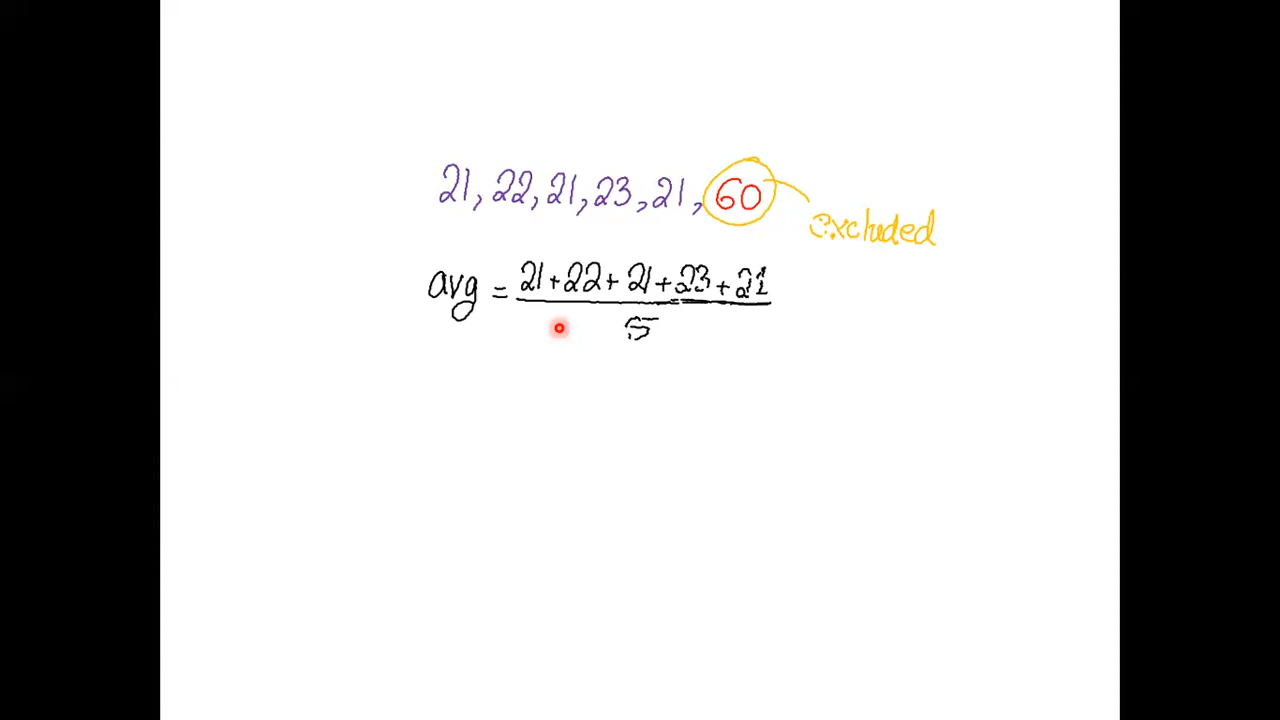 21, 22, 21, 23, 21, 60
excluded
avg = 21+22+21+23+21
5